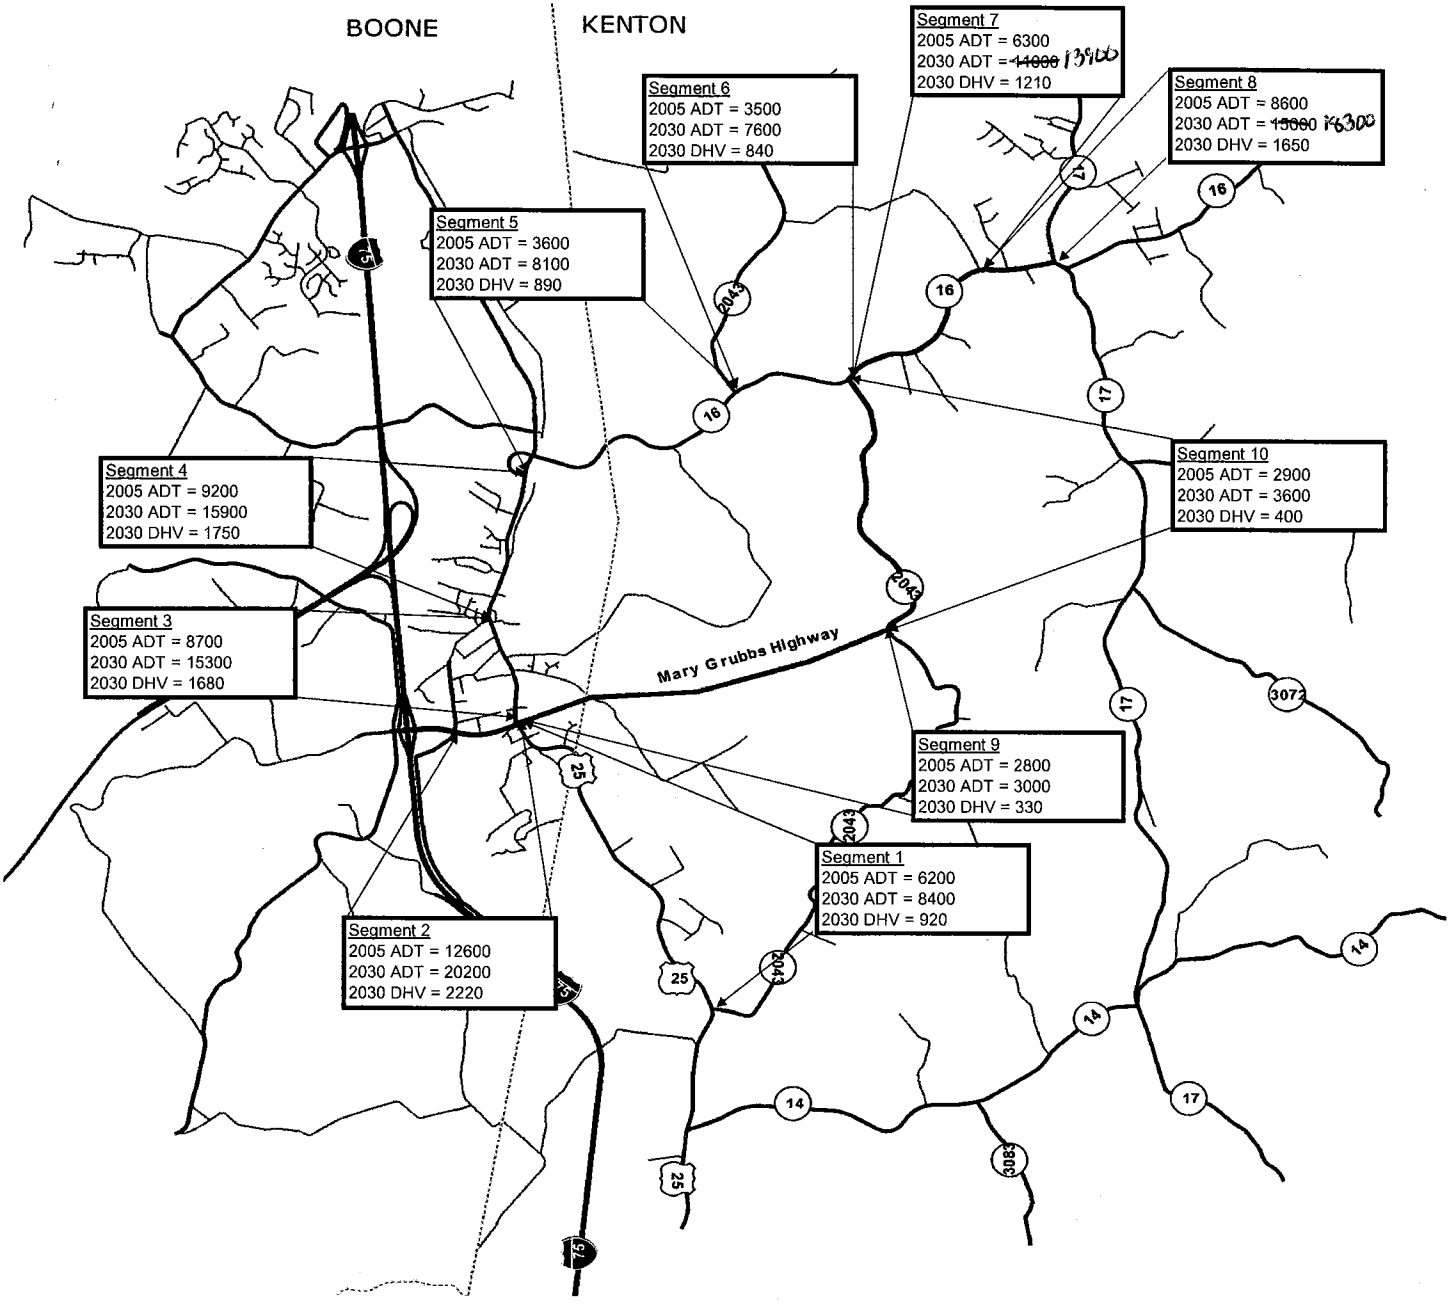 BOONE
KENTON
Segment 7
2005 ADT = 6300
2030 ADT = 11000 13900
2030 DHV = 1210
Segment 8
2005 ADT = 8600
2030 ADT = 15000 18300
2030 DHV = 1650
Segment 6
2005 ADT = 3500
2030 ADT = 7600
2030 DHV = 840
17
16
Segment 5
2005 ADT = 3600
2030 ADT = 8100
2030 DHV = 890
75
2043
16
17
16
Segment 4
2005 ADT = 9200
2030 ADT = 15900
2030 DHV = 1750
Segment 10
2005 ADT = 2900
2030 ADT = 3600
2030 DHV = 400
2043
Segment 3
2005 ADT = 8700
2030 ADT = 15300
2030 DHV = 1680
Mary Grubbs Highway
17
3072
25
Segment 9
2005 ADT = 2800
2030 ADT = 3000
2030 DHV = 330
2043
Segment 1
2005 ADT = 6200
2030 ADT = 8400
2030 DHV = 920
Segment 2
2005 ADT = 12600
2030 ADT = 20200
2030 DHV = 2220
14
25
2043
75
14
14
17
3083
25
75